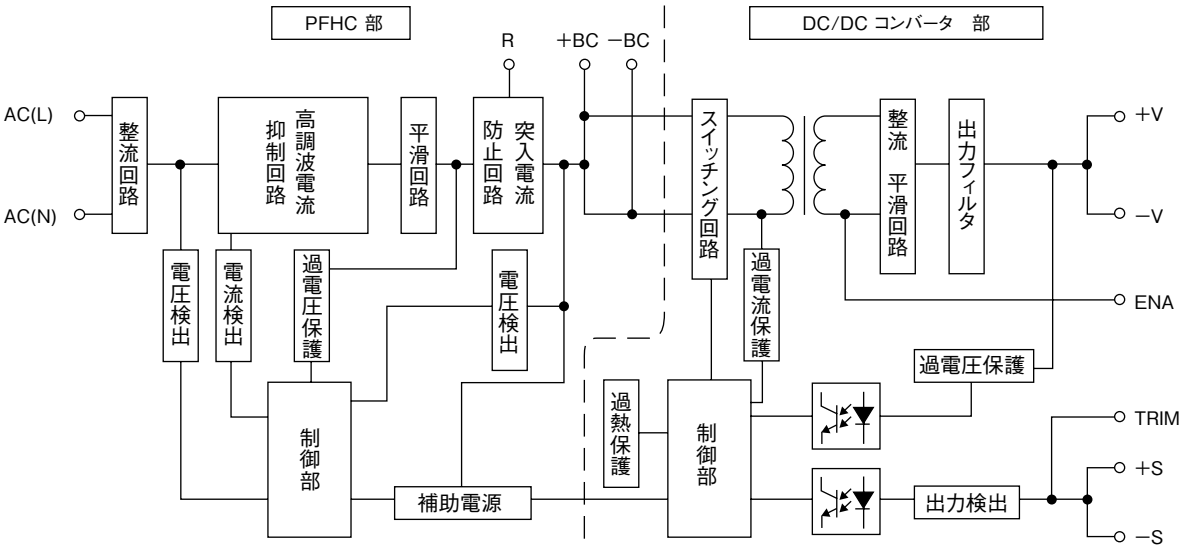 PFHC 部
DC/DC コンバータ 部
R
+BC
−BC
AC(L)
AC(N)
整流回路
高調波電流
抑制回路
平滑回路
突入電流
防止回路
スイッチング回路
整流 平滑回路
出力フィルタ
+V
−V
ENA
電圧検出
電流検出
過電圧保護
電圧検出
過電流保護
過電圧保護
制御部
過熱保護
制御部
補助電源
出力検出
TRIM
+S
−S